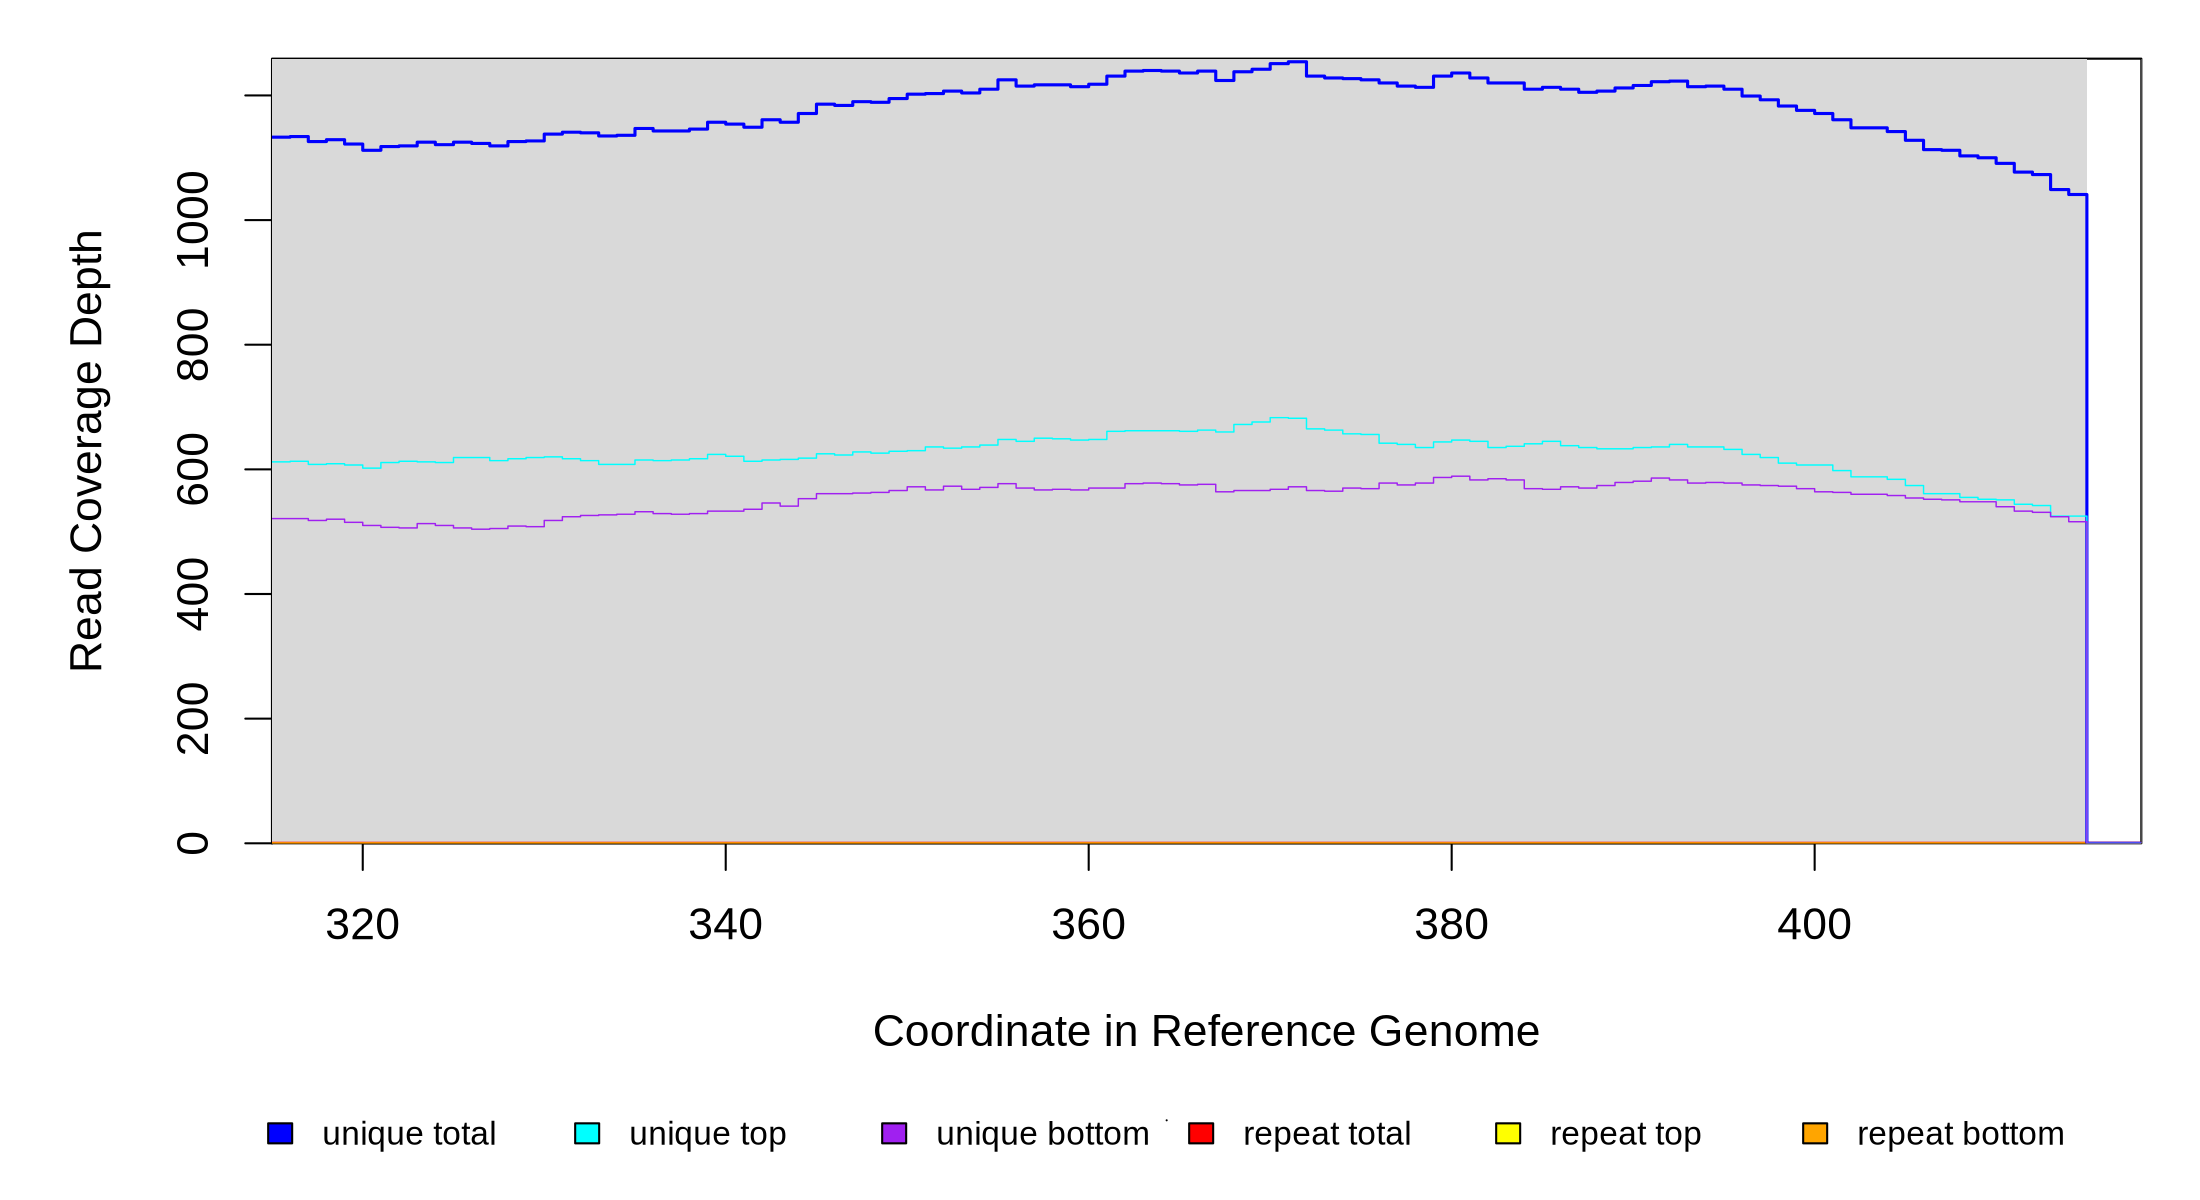 Read Coverage Depth
1000
800
600
400
200
0
320 340 360 380 400
Coordinate in Reference Genome
unique total unique top unique bottom repeat total repeat top repeat bottom